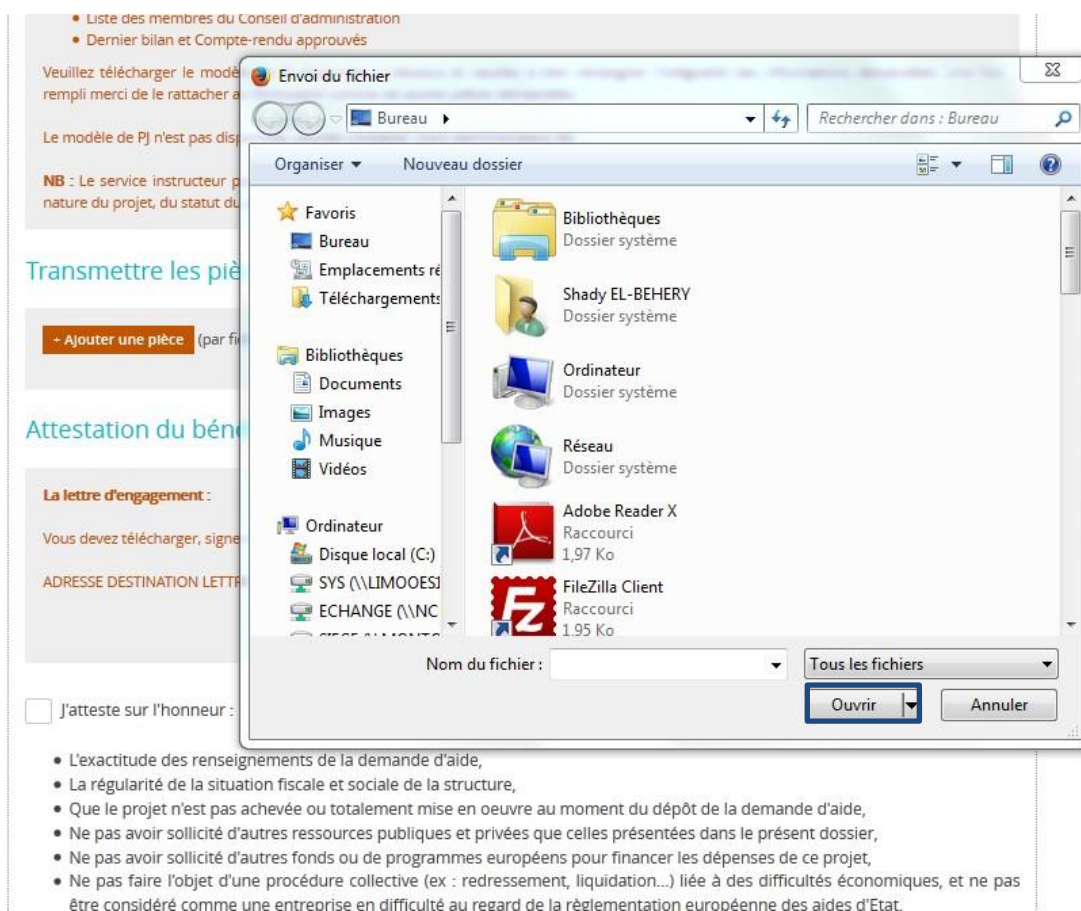 Liste des membres du Conseil d'administration
Dernier bilan et Compte-rendu approuvés
Veuillez télécharger le modè
rempli merci de le rattacher a
Le modèle de PJ n'est pas disp
NB : Le service instructeur p
nature du projet, du statut du
Transmettre les piè
+ Ajouter une pièce (par fi
Attestation du béné
La lettre d'engagement :
Vous devez télécharger, signe
ADRESSE DESTINATION LETTR
Envoi du fichier
Bureau
Rechercher dans : Bureau
Organiser
Nouveau dossier
Favoris
Bureau
Emplacements ré
Téléchargements
Bibliothèques
Documents
Images
Musique
Vidéos
Ordinateur
Disque local (C:)
SYS (\\LIMOOES1
ECHANGE (\\NC
Bibliothèques
Dossier système
Shady EL-BEHERY
Dossier système
Ordinateur
Dossier système
Réseau
Dossier système
Adobe Reader X
Raccourci
1,97 Ko
FileZilla Client
Raccourci
1,95 Ko
Nom du fichier :
Tous les fichiers
Ouvrir
Annuler
J'atteste sur l'honneur :
L'exactitude des renseignements de la demande d'aide,
La régularité de la situation fiscale et sociale de la structure,
Que le projet n'est pas achevée ou totalement mise en oeuvre au moment du dépôt de la demande d'aide,
Ne pas avoir sollicité d'autres ressources publiques et privées que celles présentées dans le présent dossier,
Ne pas avoir sollicité d'autres fonds ou de programmes européens pour financer les dépenses de ce projet,
Ne pas faire l'objet d'une procédure collective (ex : redressement, liquidation...) liée à des difficultés économiques, et ne pas
être considéré comme une entreprise en difficulté au regard de la règlementation européenne des aides d'Etat.